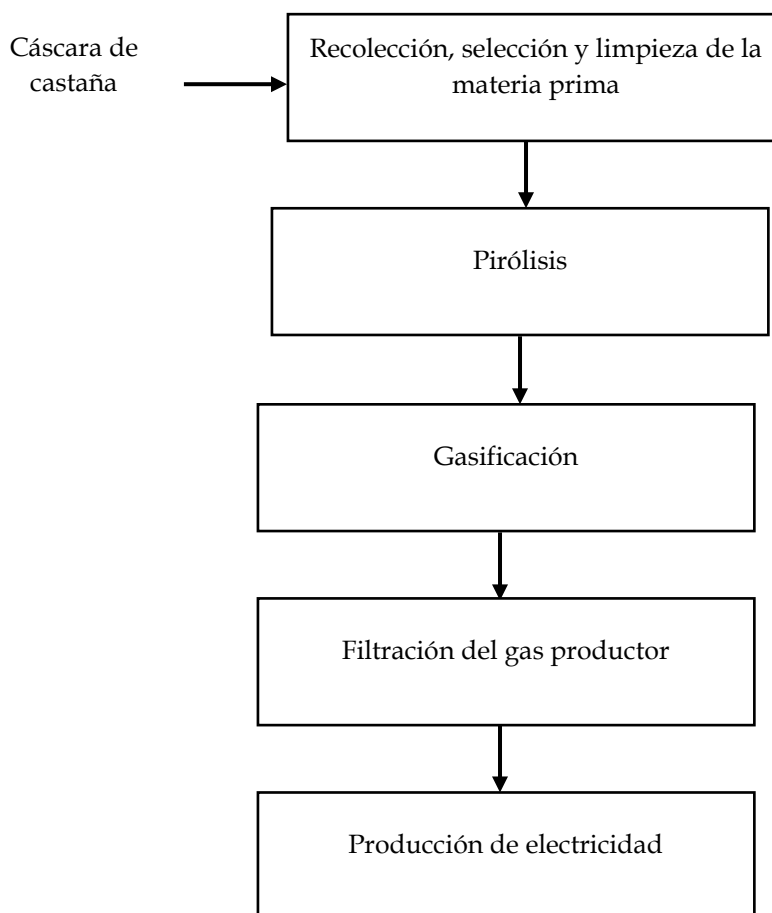 Cáscara de
castaña
Recolección, selección y limpieza de la
materia prima
Pirólisis
Gasificación
Filtración del gas productor
Producción de electricidad